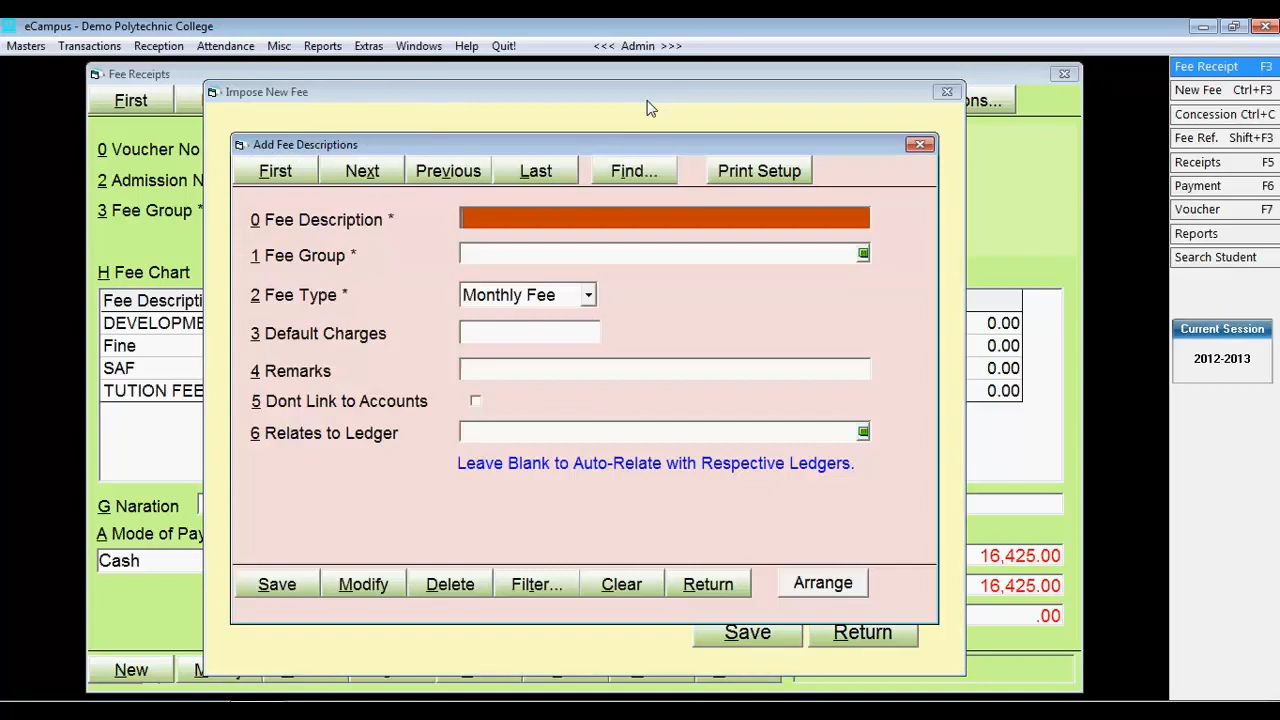 eCampus - Demo Polytechnic College
Masters Transactions Reception Attendance Misc Reports Extras Windows Help Quit! <<< Admin >>>
Fee Receipts
Impose New Fee
First
Add Fee Descriptions
First Next Previous Last Find... Print Setup
0 Voucher No
2 Admission N
3 Fee Group *
0 Fee Description *
1 Fee Group *
2 Fee Type * Monthly Fee
3 Default Charges
4 Remarks
5 Dont Link to Accounts
6 Relates to Ledger
Leave Blank to Auto-Relate with Respective Ledgers.
Save Modify Delete Filter... Clear Return Arrange
H Fee Chart
Fee Descripti
DEVELOPME 0.00
Fine 0.00
SAF 0.00
TUTION FEE 0.00
G Naration
A Mode of Pay
Cash
16,425.00
16,425.00
.00
Save Return
New
Fee Receipt F3
New Fee Ctrl+F3
Concession Ctrl+C
Fee Ref. Shift+F3
Receipts F5
Payment F6
Voucher F7
Reports
Search Student
Current Session
2012-2013